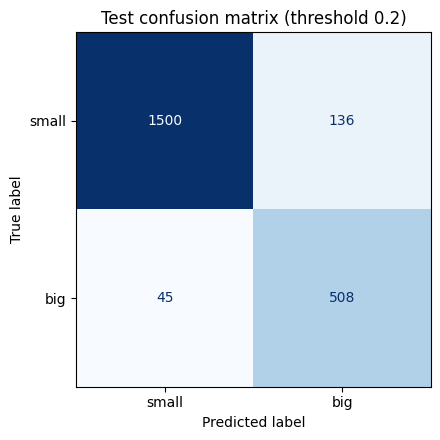 Test confusion matrix (threshold 0.2)
small
1500
136
True label
big
45
508
small
big
Predicted label